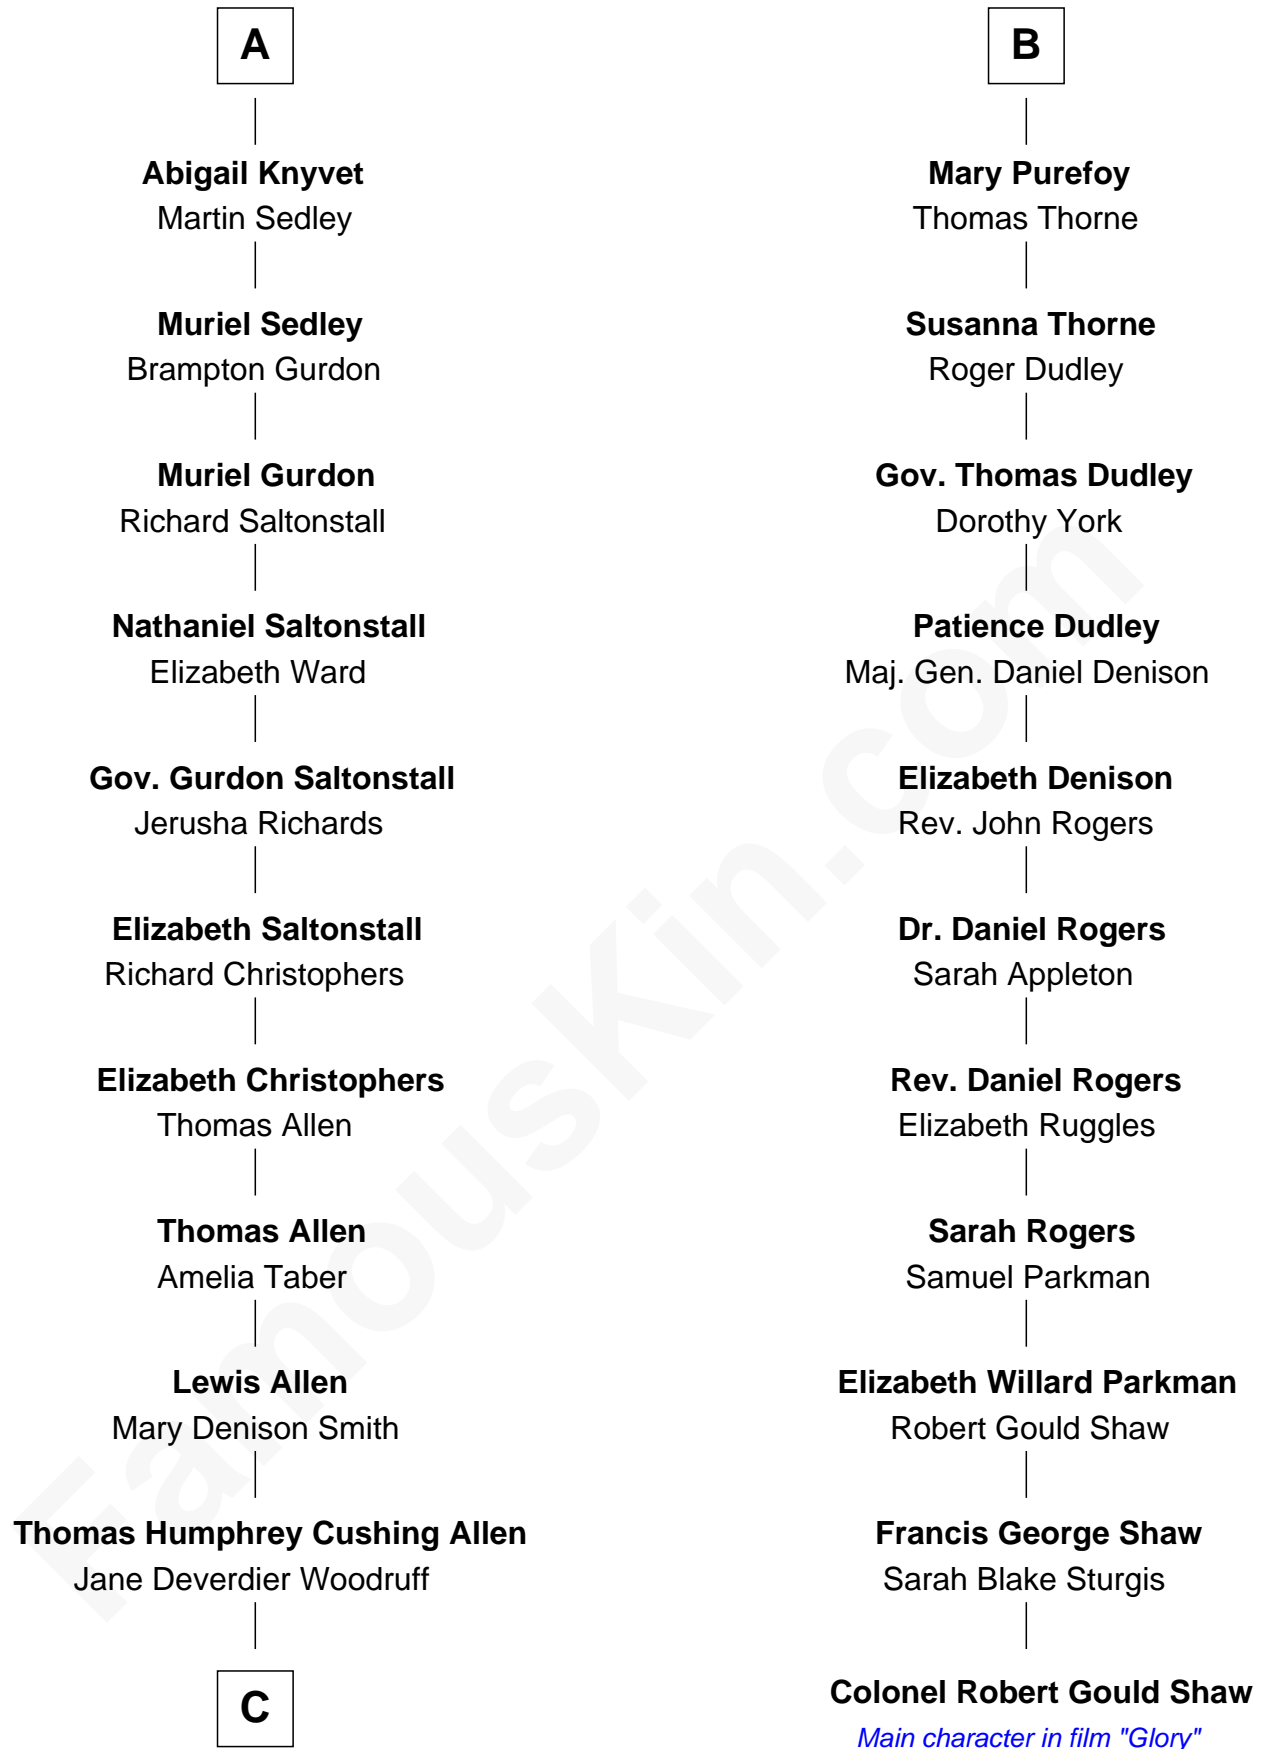 A
Abigail Knyvet
Martin Sedley
Muriel Sedley
Brampton Gurdon
Muriel Gurdon
Richard Saltonstall
Nathaniel Saltonstall
Elizabeth Ward
Gov. Gurdon Saltonstall
Jerusha Richards
Elizabeth Saltonstall
Richard Christophers
Elizabeth Christophers
Thomas Allen
Thomas Allen
Amelia Taber
Lewis Allen
Mary Denison Smith
Thomas Humphrey Cushing Allen
Jane Deverdier Woodruff
C
B
Mary Purefoy
Thomas Thorne
Susanna Thorne
Roger Dudley
Gov. Thomas Dudley
Dorothy York
Patience Dudley
Maj. Gen. Daniel Denison
Elizabeth Denison
Rev. John Rogers
Dr. Daniel Rogers
Sarah Appleton
Rev. Daniel Rogers
Elizabeth Ruggles
Sarah Rogers
Samuel Parkman
Elizabeth Willard Parkman
Robert Gould Shaw
Francis George Shaw
Sarah Blake Sturgis
Colonel Robert Gould Shaw
Main character in film "Glory"
FamousKin.com